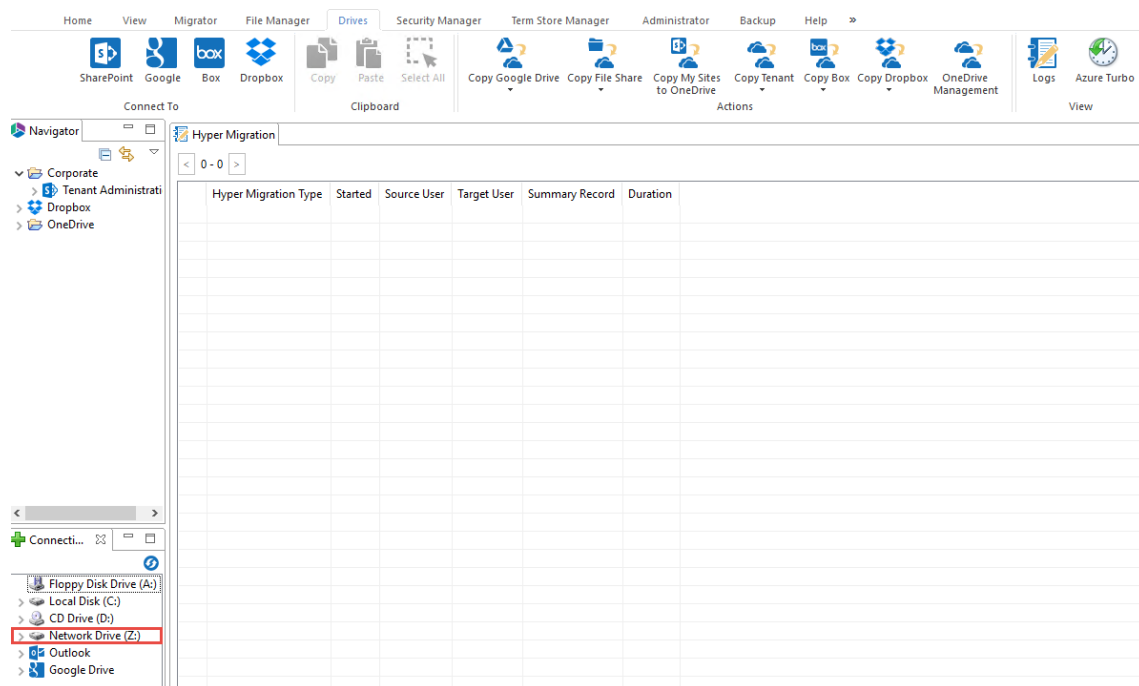 Home View Migrator File Manager Drives Security Manager Term Store Manager Administrator Backup Help »
SharePoint Google Box Dropbox Copy Paste Select All Copy Google Drive Copy File Share Copy My Sites Copy Tenant Copy Box Copy Dropbox OneDrive Logs Azure Turbo
to OneDrive Management
Connect To Clipboard Actions View
Navigator
Corporate
Tenant Administrati
Dropbox
OneDrive
Hyper Migration
< 0 - 0 >
Hyper Migration Type Started Source User Target User Summary Record Duration
Connecti...
Floppy Disk Drive (A:)
Local Disk (C:)
CD Drive (D:)
Network Drive (Z:)
Outlook
Google Drive